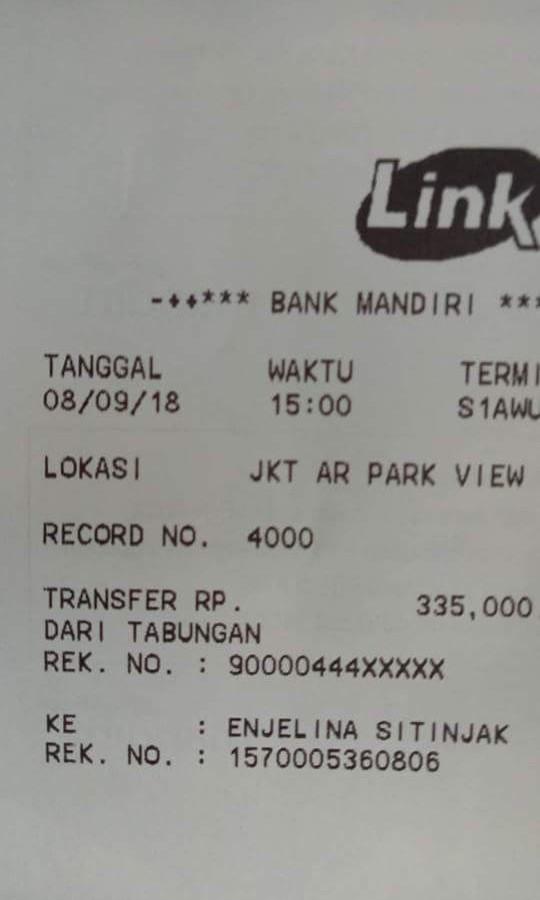 Link
-++*** BANK MANDIRI ***
TANGGAL WAKTU TERMI
08/09/18 15:00 S1AWU
LOKASI JKT AR PARK VIEW
RECORD NO. 4000
TRANSFER RP. 335,000
DARI TABUNGAN
REK. NO. : 90000444XXXXX
KE : ENJELINA SITINJAK
REK. NO. : 1570005360806